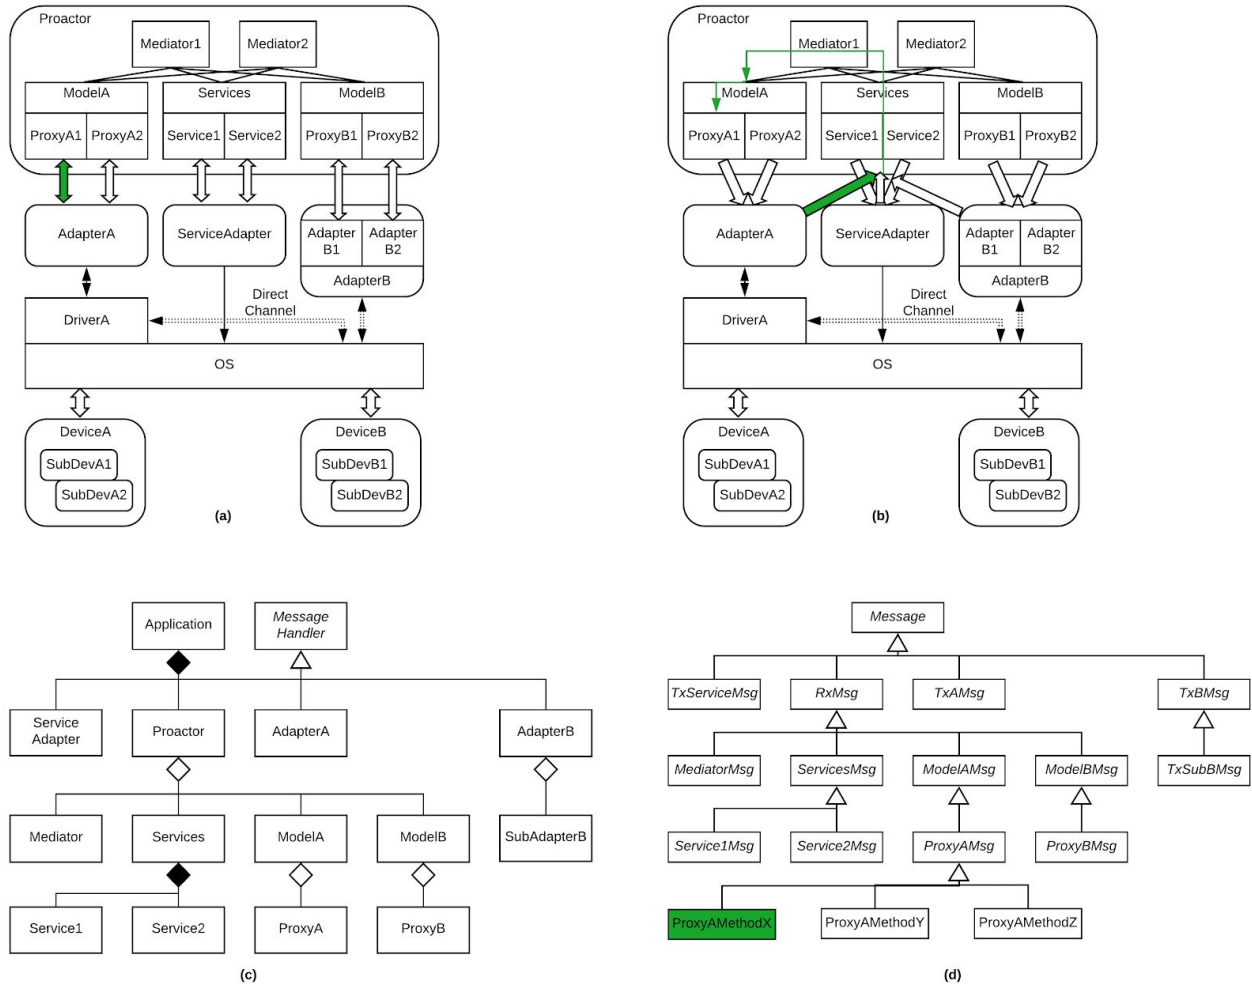 Proactor
Mediator1
Mediator2
ModelA
Services
ModelB
ProxyA1
ProxyA2
Service1
Service2
ProxyB1
ProxyB2
AdapterA
ServiceAdapter
Adapter
B1
Adapter
B2
AdapterB
Direct
Channel
DriverA
OS
DeviceA
SubDevA1
SubDevA2
DeviceB
SubDevB1
SubDevB2
(a)
Proactor
Mediator1
Mediator2
ModelA
Services
ModelB
ProxyA1
ProxyA2
Service1
Service2
ProxyB1
ProxyB2
AdapterA
ServiceAdapter
Adapter
B1
Adapter
B2
AdapterB
Direct
Channel
DriverA
OS
DeviceA
SubDevA1
SubDevA2
DeviceB
SubDevB1
SubDevB2
(b)
Application
Message
Handler
Service
Adapter
Proactor
AdapterA
AdapterB
Mediator
Services
ModelA
ModelB
SubAdapterB
Service1
Service2
ProxyA
ProxyB
(c)
Message
TxServiceMsg
RxMsg
TxAMsg
TxBMsg
MediatorMsg
ServicesMsg
ModelAMsg
ModelBMsg
TxSubBMsg
Service1Msg
Service2Msg
ProxyAMsg
ProxyBMsg
ProxyAMethodX
ProxyAMethodY
ProxyAMethodZ
(d)